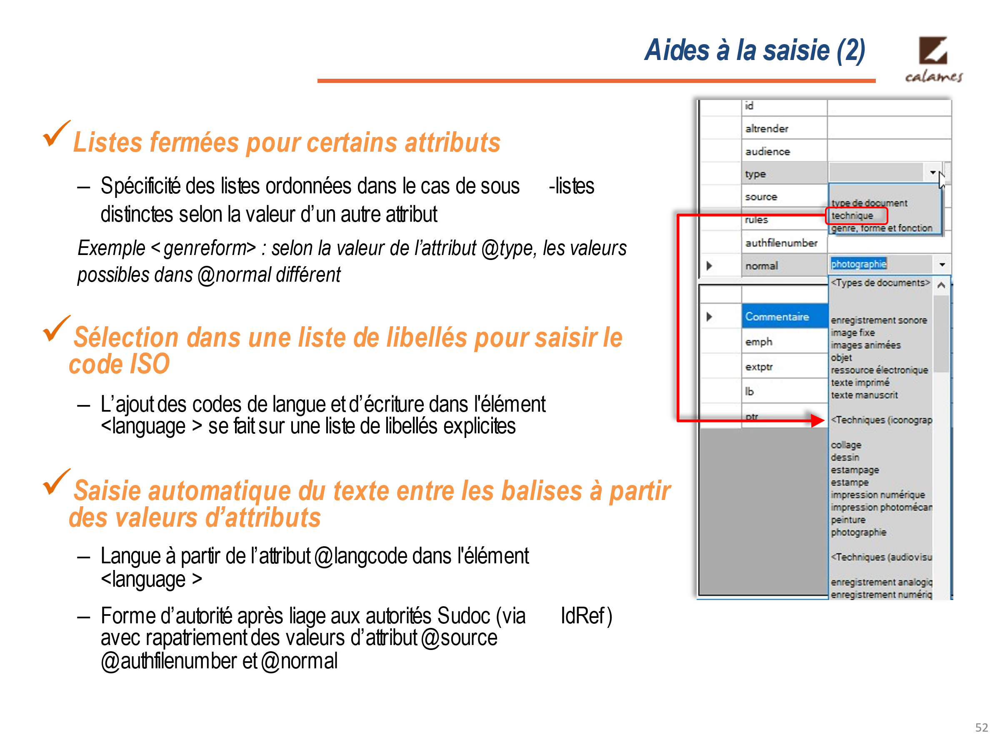 Aides à la saisie (2)
calames
Listes fermées pour certains attributs
– Spécificité des listes ordonnées dans le cas de sous -listes
distinctes selon la valeur d’un autre attribut
Exemple < genreform> : selon la valeur de l’attribut @type, les valeurs
possibles dans @normal différent
Sélection dans une liste de libellés pour saisir le
code ISO
– L’ajout des codes de langue et d’écriture dans l'élément
<language > se fait sur une liste de libellés explicites
Saisie automatique du texte entre les balises à partir
des valeurs d’attributs
– Langue à partir de l’attribut @langcode dans l'élément
<language >
– Forme d’autorité après liage aux autorités Sudoc (via IdRef )
avec rapatriement des valeurs d’attribut @source
@authfilenumber et @normal
id
altrender
audience
type
source
rules
authfilenumber
normal
type de document
technique
genre, forme et fonction
photographie
Commentaire
emph
extptr
lb
ptr
<Types de documents>
enregistrement sonore
image fixe
images animées
objet
ressource électronique
texte imprimé
texte manuscrit
<Techniques (iconograp
collage
dessin
estampage
estampe
impression numérique
impression photomécan
peinture
photographie
<Techniques (audiovisu
enregistrement analogiq
enregistrement numériq
52